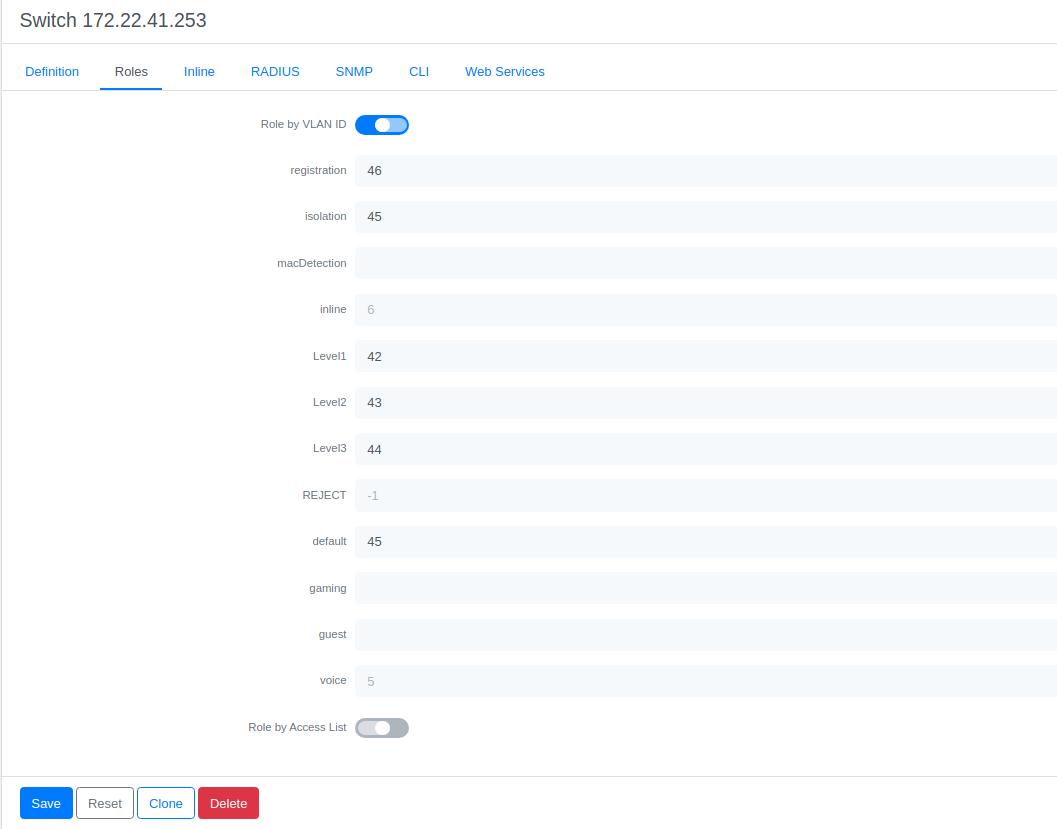 Switch 172.22.41.253
Definition Roles Inline RADIUS SNMP CLI Web Services
Role by VLAN ID
registration 46
isolation 45
macDetection
inline 6
Level1 42
Level2 43
Level3 44
REJECT -1
default 45
gaming
guest
voice 5
Role by Access List
Save Reset Clone Delete